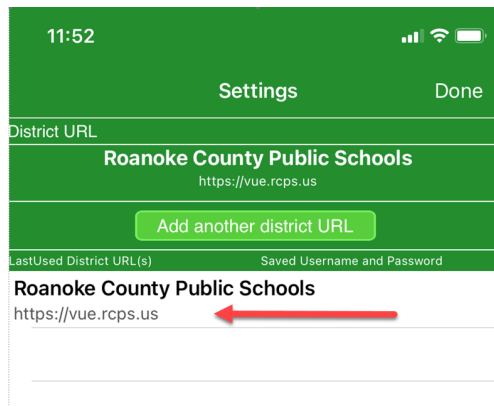 11:52
Settings Done
District URL
Roanoke County Public Schools
https://vue.rcps.us
Add another district URL
LastUsed District URL(s) Saved Username and Password
Roanoke County Public Schools
https://vue.rcps.us